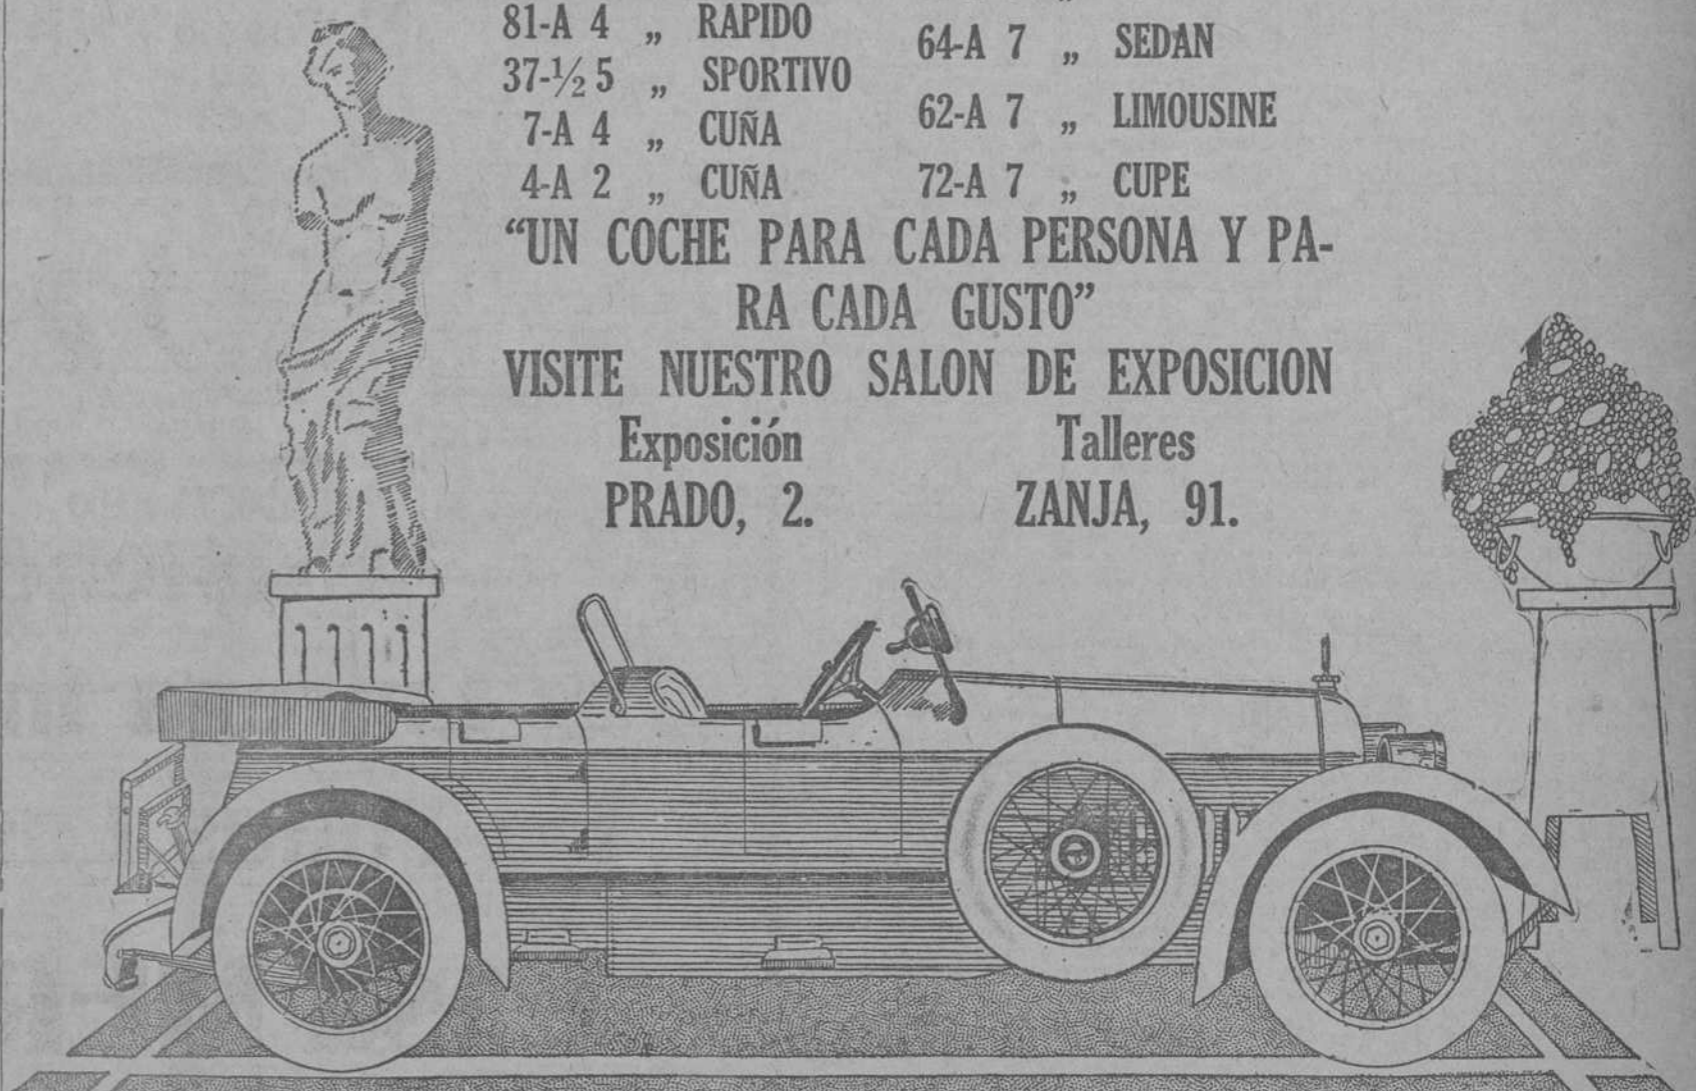 81-A 4 „ RAPIDO
37-½ 5 „ SPORTIVO
7-A 4 „ CUÑA
4-A 2 „ CUÑA
64-A 7 „ SEDAN
62-A 7 „ LIMOUSINE
72-A 7 „ CUPE
“UN COCHE PARA CADA PERSONA Y PA-
RA CADA GUSTO”
VISITE NUESTRO SALON DE EXPOSICION
Exposición
PRADO, 2.
Talleres
ZANJA, 91.